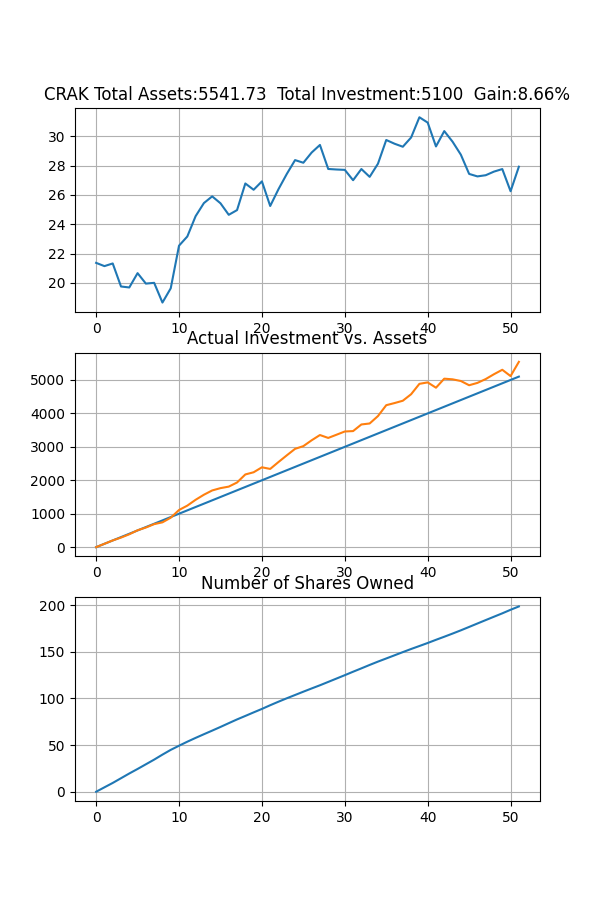 CRAK Total Assets:5541.73  Total Investment:5100  Gain:8.66%
30
28
26
24
22
20
0 10 20 30 40 50
Actual Investment vs. Assets
5000
4000
3000
2000
1000
0
0 10 20 30 40 50
Number of Shares Owned
200
150
100
50
0
0 10 20 30 40 50